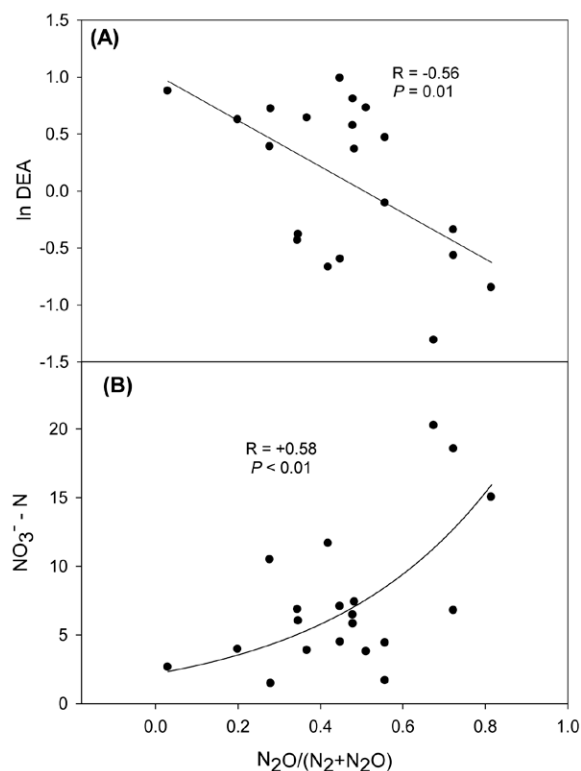 (A)
R = -0.56
P = 0.01
ln DEA
1.5
1.0
0.5
0.0
-0.5
-1.0
-1.5
(B)
R = +0.58
P < 0.01
NO₃⁻ - N
20
15
10
5
0
0.0 0.2 0.4 0.6 0.8 1.0
N₂O/(N₂+N₂O)